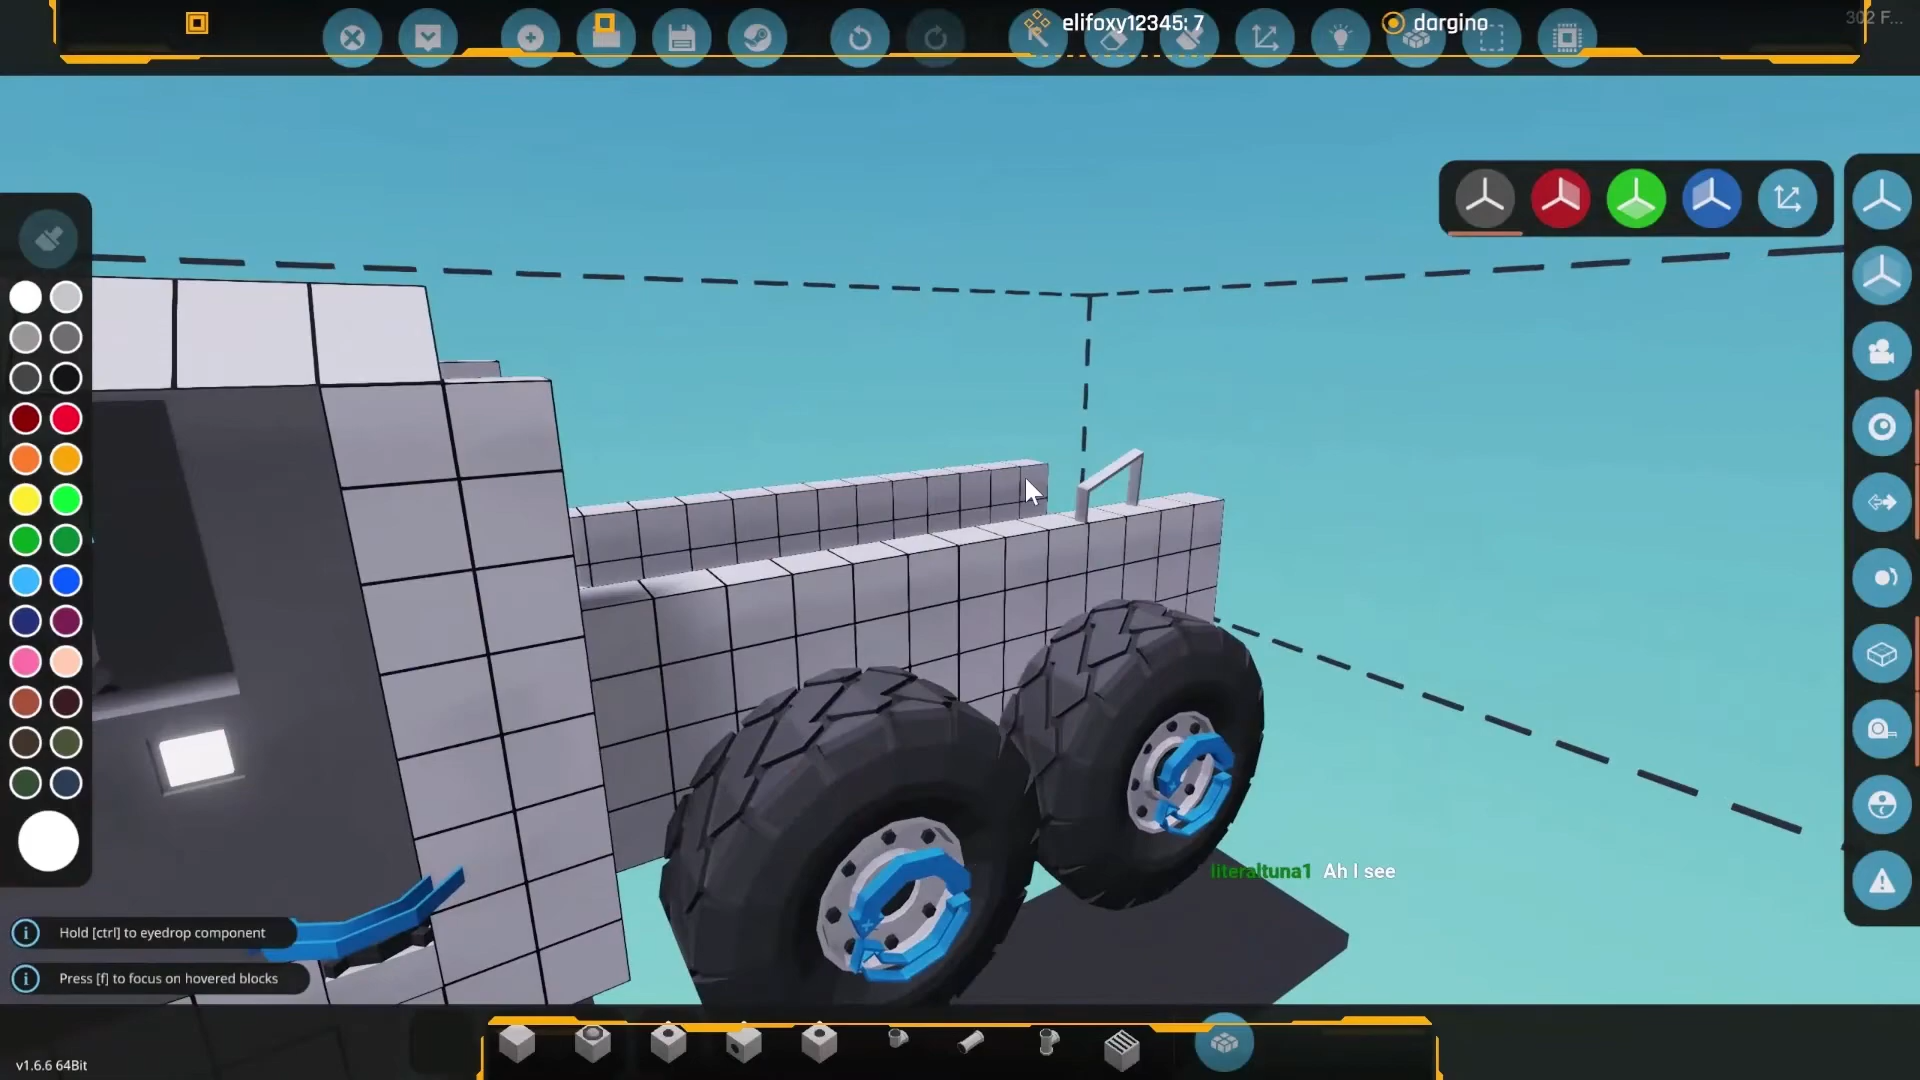 elifoxy12345: 7
dargino
302 F...
literaltuna1 Ah I see
Hold [ctrl] to eyedrop component
Press [f] to focus on hovered blocks
v1.6.6 64Bit